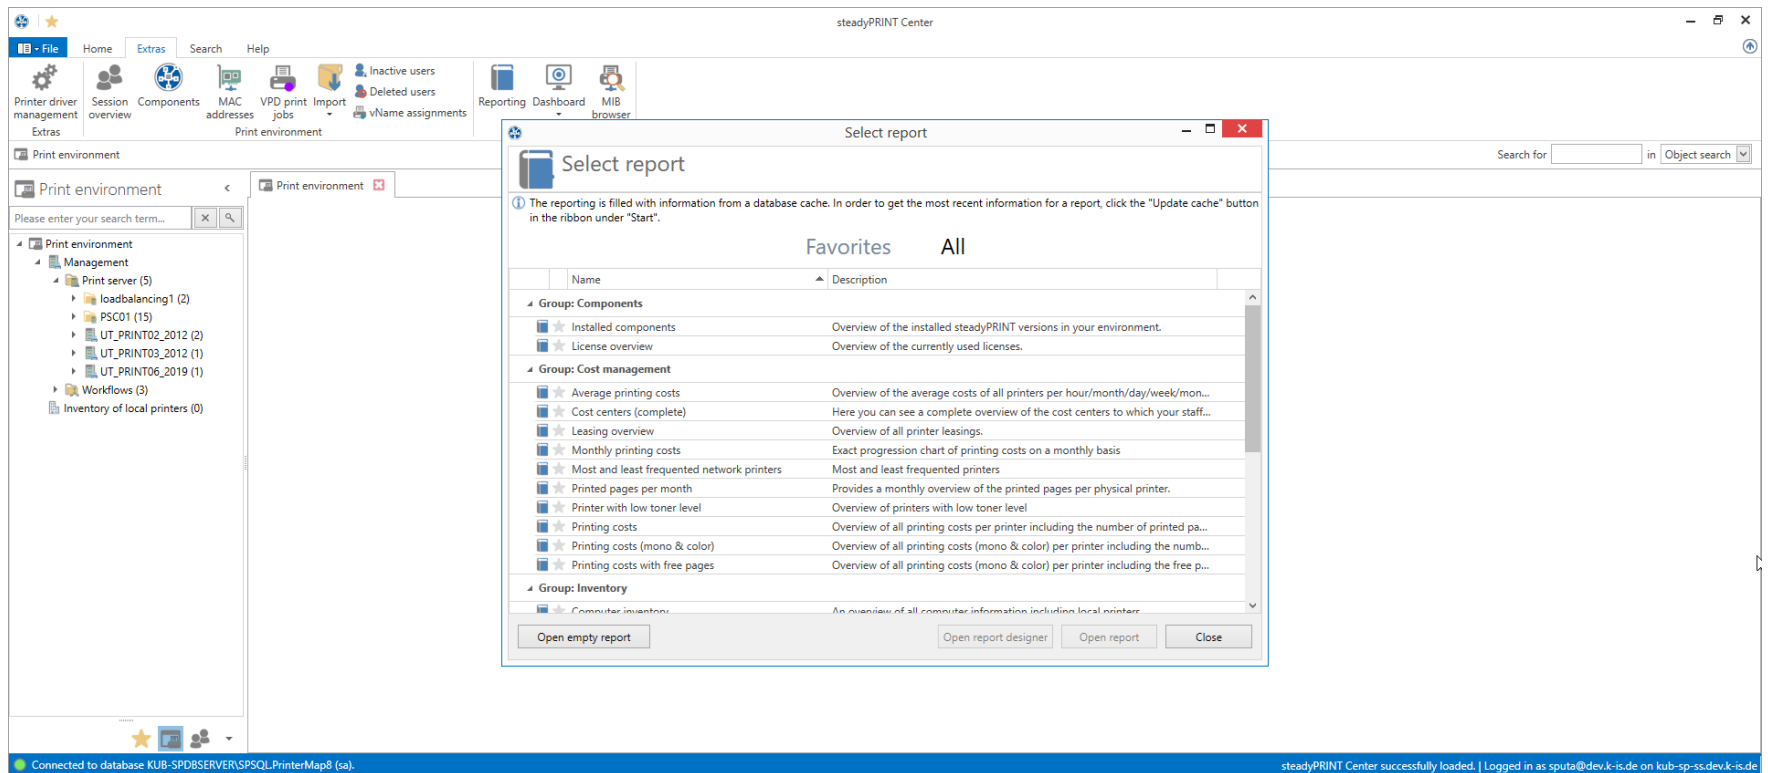 steadyPRINT Center
File Home Extras Search Help
Printer driver management
Session overview
Components
MAC addresses
VPD print jobs
Import
Inactive users
Deleted users
vName assignments
Reporting
Dashboard
MIB browser
Extras
Print environment
Print environment
Search for in Object search
Print environment
Print environment
Please enter your search term...
Print environment
Management
Print server (5)
loadbalancing1 (2)
PSC01 (15)
UT_PRINT02_2012 (2)
UT_PRINT03_2012 (1)
UT_PRINT06_2019 (1)
Workflows (3)
Inventory of local printers (0)
Select report
Select report
The reporting is filled with information from a database cache. In order to get the most recent information for a report, click the "Update cache" button
in the ribbon under "Start".
Favorites All
Name Description
Group: Components
Installed components Overview of the installed steadyPRINT versions in your environment.
License overview Overview of the currently used licenses.
Group: Cost management
Average printing costs Overview of the average costs of all printers per hour/month/day/week/mon...
Cost centers (complete) Here you can see a complete overview of the cost centers to which your staff...
Leasing overview Overview of all printer leasings.
Monthly printing costs Exact progression chart of printing costs on a monthly basis
Most and least frequented network printers Most and least frequented printers
Printed pages per month Provides a monthly overview of the printed pages per physical printer.
Printer with low toner level Overview of printers with low toner level
Printing costs Overview of all printing costs per printer including the number of printed pa...
Printing costs (mono & color) Overview of all printing costs (mono & color) per printer including the numb...
Printing costs with free pages Overview of all printing costs (mono & color) per printer including the free p...
Group: Inventory
Computer inventory An overview of all computer information including local printers
Open empty report Open report designer Open report Close
Connected to database KUB-SPDBSERVER\SPSQL.PrinterMap8 (sa).
steadyPRINT Center successfully loaded. | Logged in as sputa@dev.k-is.de on kub-sp-ss.dev.k-is.de